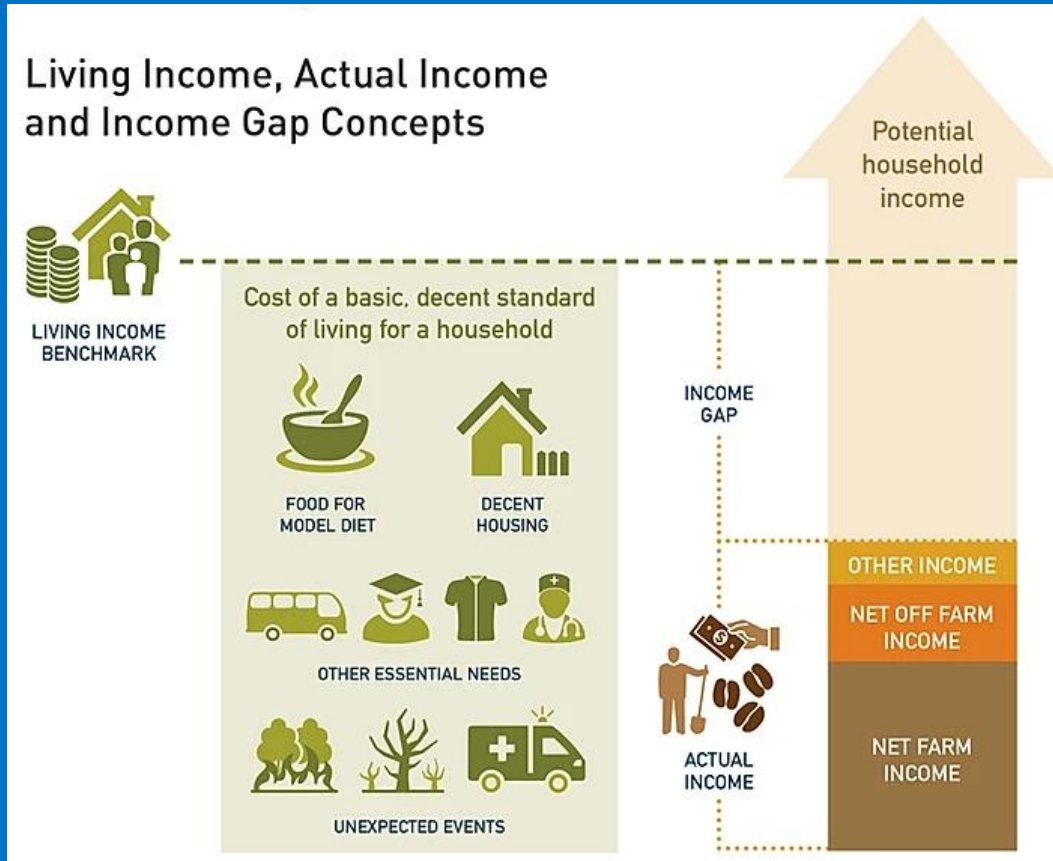 Living Income, Actual Income
and Income Gap Concepts
Potential
household
income
LIVING INCOME
BENCHMARK
Cost of a basic, decent standard
of living for a household
FOOD FOR
MODEL DIET
DECENT
HOUSING
OTHER ESSENTIAL NEEDS
UNEXPECTED EVENTS
INCOME
GAP
ACTUAL
INCOME
OTHER INCOME
NET OFF FARM
INCOME
NET FARM
INCOME